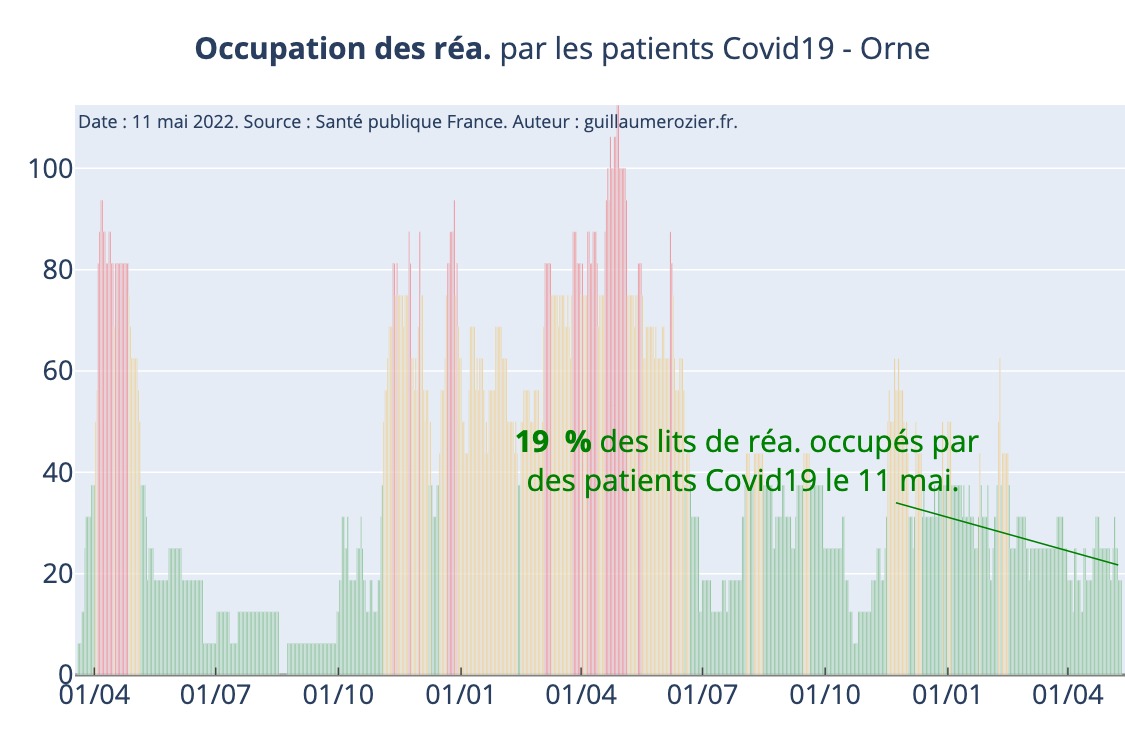 Occupation des réa. par les patients Covid19 - Orne
Date : 11 mai 2022. Source : Santé publique France. Auteur : guillaumerozier.fr.
100
80
60
40
20
0
19 % des lits de réa. occupés par
des patients Covid19 le 11 mai.
01/04 01/07 01/10 01/01 01/04 01/07 01/10 01/01 01/04